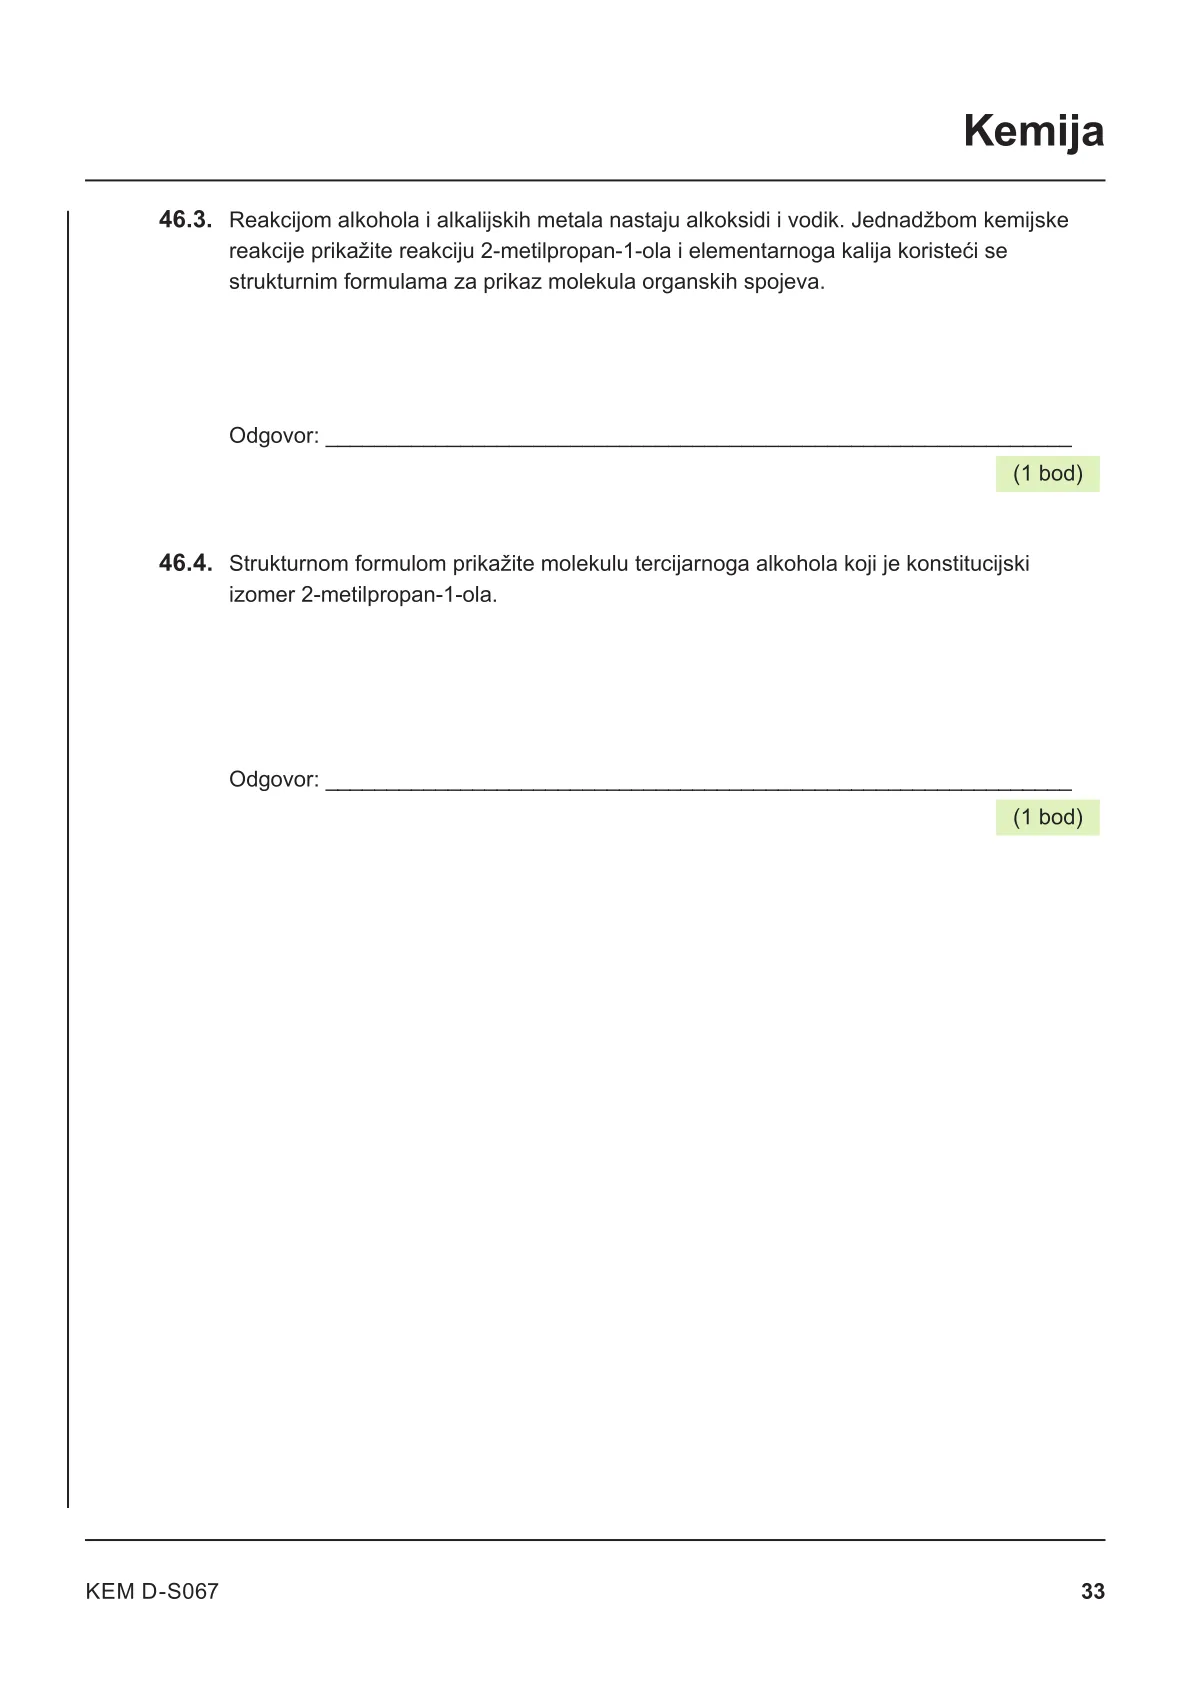 Kemija
46.3. Reakcijom alkohola i alkalijskih metala nastaju alkoksidi i vodik. Jednadžbom kemijske
reakcije prikažite reakciju 2-metilpropan-1-ola i elementarnoga kalija koristeći se
strukturnim formulama za prikaz molekula organskih spojeva.
Odgovor: _____________________________________________________________
(1 bod)
46.4. Strukturnom formulom prikažite molekulu tercijarnoga alkohola koji je konstitucijski
izomer 2-metilpropan-1-ola.
Odgovor: _____________________________________________________________
(1 bod)
KEM D-S067
33